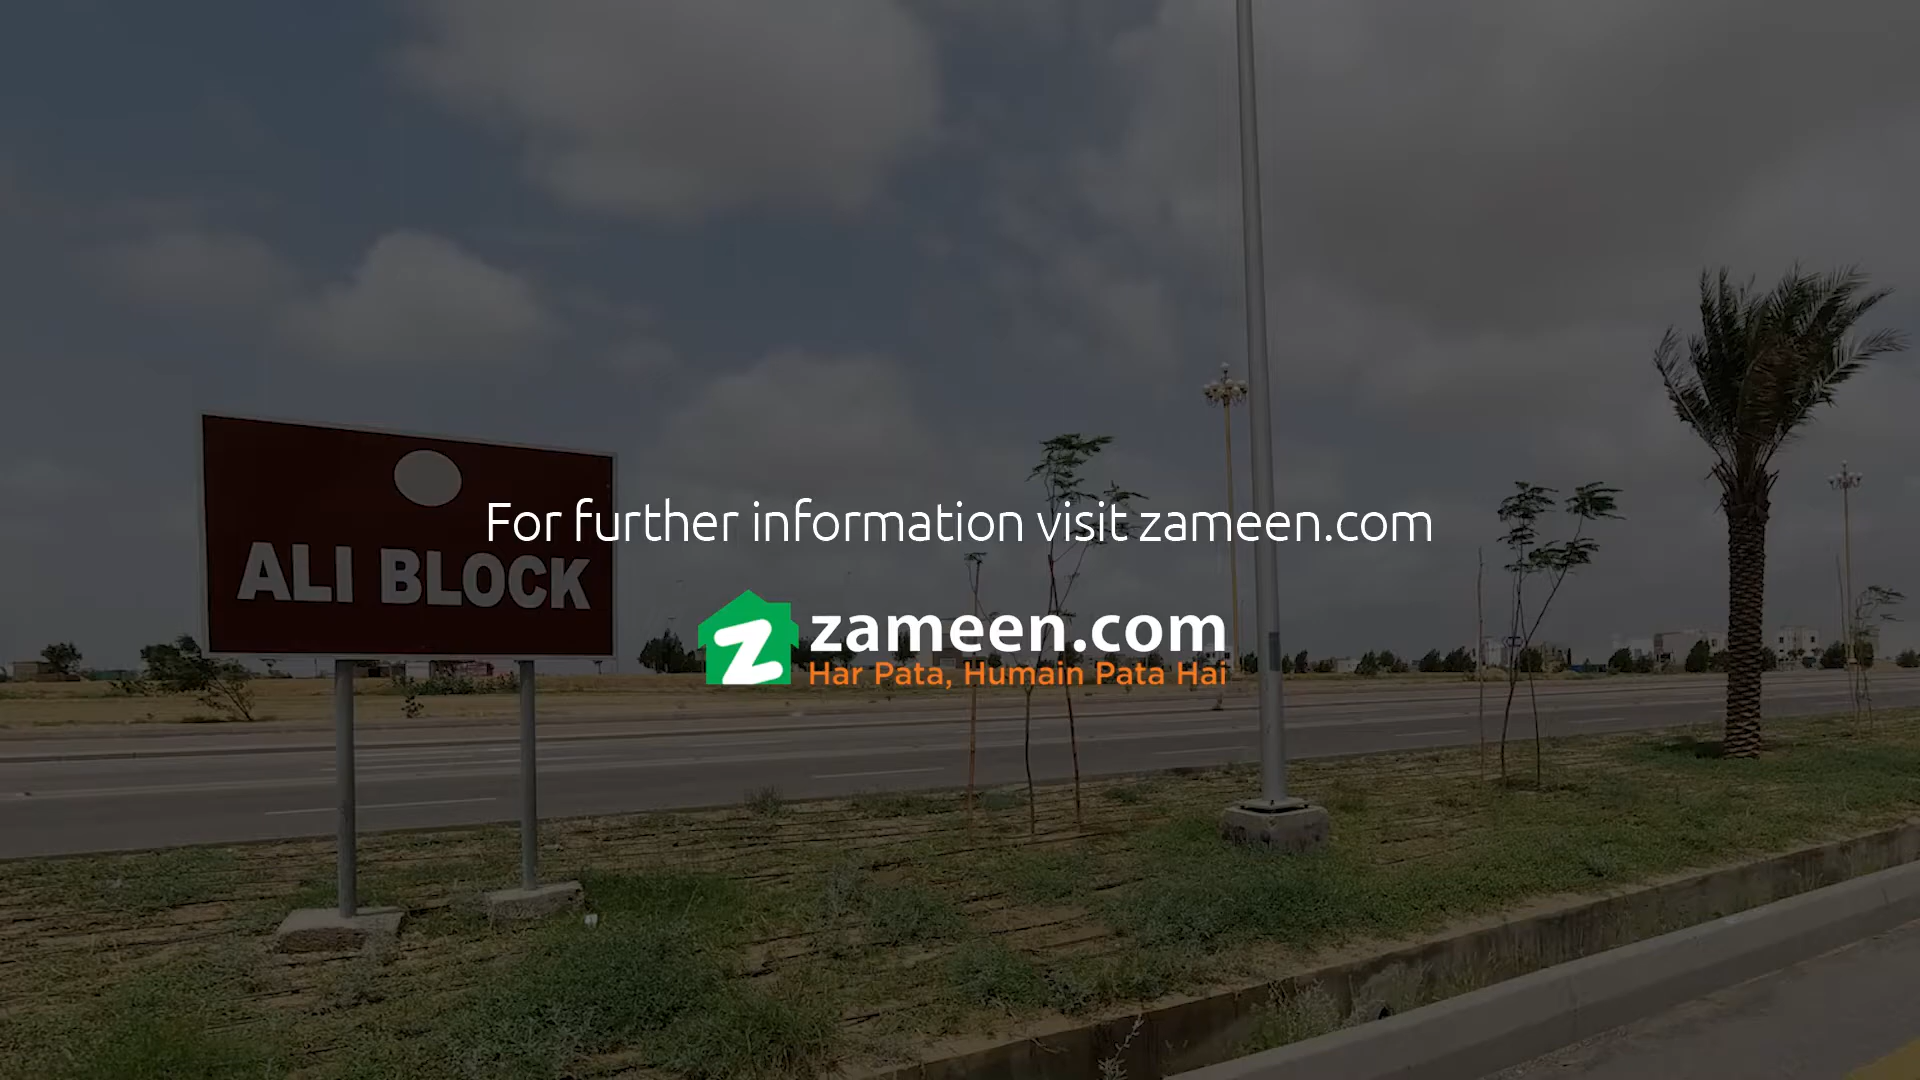 For further information visit zameen.com
ALI BLOCK
zameen.com
Har Pata, Humain Pata Hai